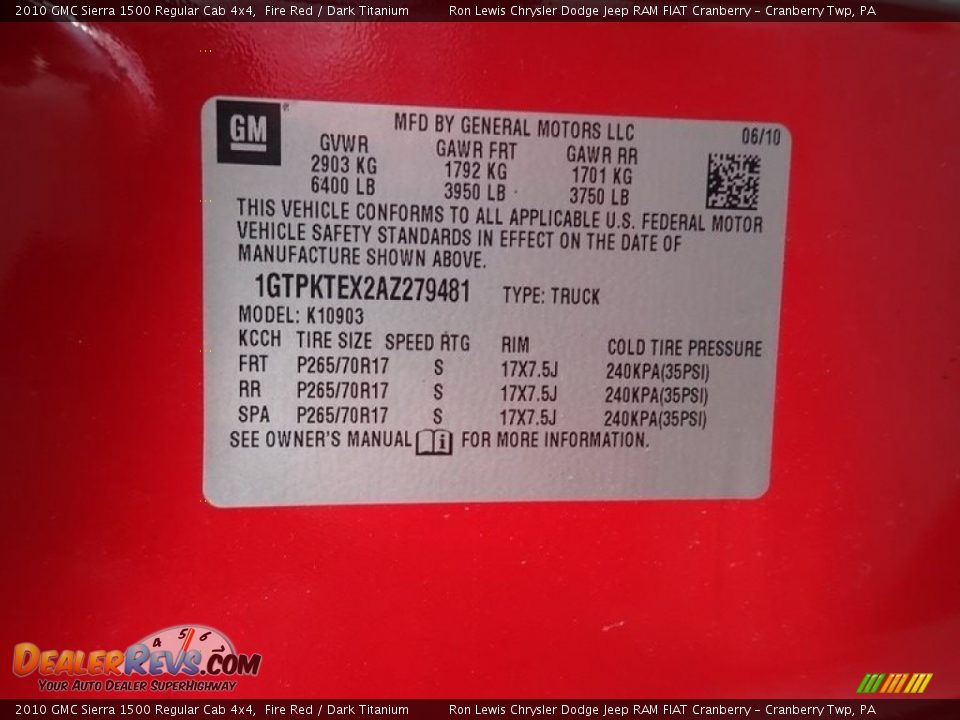 2010 GMC Sierra 1500 Regular Cab 4x4, Fire Red / Dark Titanium Ron Lewis Chrysler Dodge Jeep RAM FIAT Cranberry - Cranberry Twp, PA
GM ®
MFD BY GENERAL MOTORS LLC 06/10
GVWR GAWR FRT GAWR RR
2903 KG 1792 KG 1701 KG
6400 LB 3950 LB 3750 LB
THIS VEHICLE CONFORMS TO ALL APPLICABLE U.S. FEDERAL MOTOR
VEHICLE SAFETY STANDARDS IN EFFECT ON THE DATE OF
MANUFACTURE SHOWN ABOVE.
1GTPKTEX2AZ279481 TYPE: TRUCK
MODEL: K10903
KCCH TIRE SIZE SPEED RTG RIM COLD TIRE PRESSURE
FRT P265/70R17 S 17X7.5J 240KPA(35PSI)
RR P265/70R17 S 17X7.5J 240KPA(35PSI)
SPA P265/70R17 S 17X7.5J 240KPA(35PSI)
SEE OWNER'S MANUAL i FOR MORE INFORMATION.
4 5 6
DealerRevs.com
Your Auto Dealer SuperHighway
2010 GMC Sierra 1500 Regular Cab 4x4, Fire Red / Dark Titanium Ron Lewis Chrysler Dodge Jeep RAM FIAT Cranberry - Cranberry Twp, PA